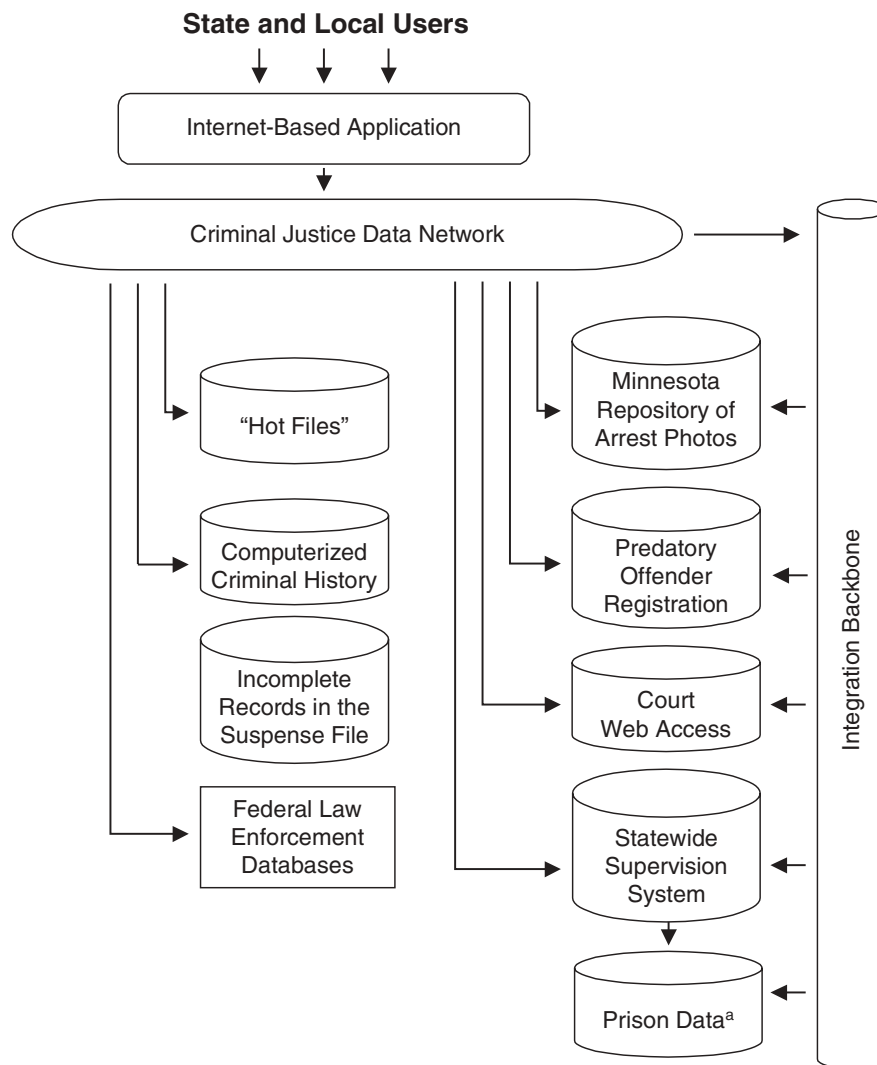 State and Local Users
Internet-Based Application
Criminal Justice Data Network
“Hot Files”
Computerized
Criminal History
Incomplete
Records in the
Suspense File
Federal Law
Enforcement
Databases
Minnesota
Repository of
Arrest Photos
Predatory
Offender
Registration
Court
Web Access
Statewide
Supervision
System
Prison Dataᵃ
Integration Backbone